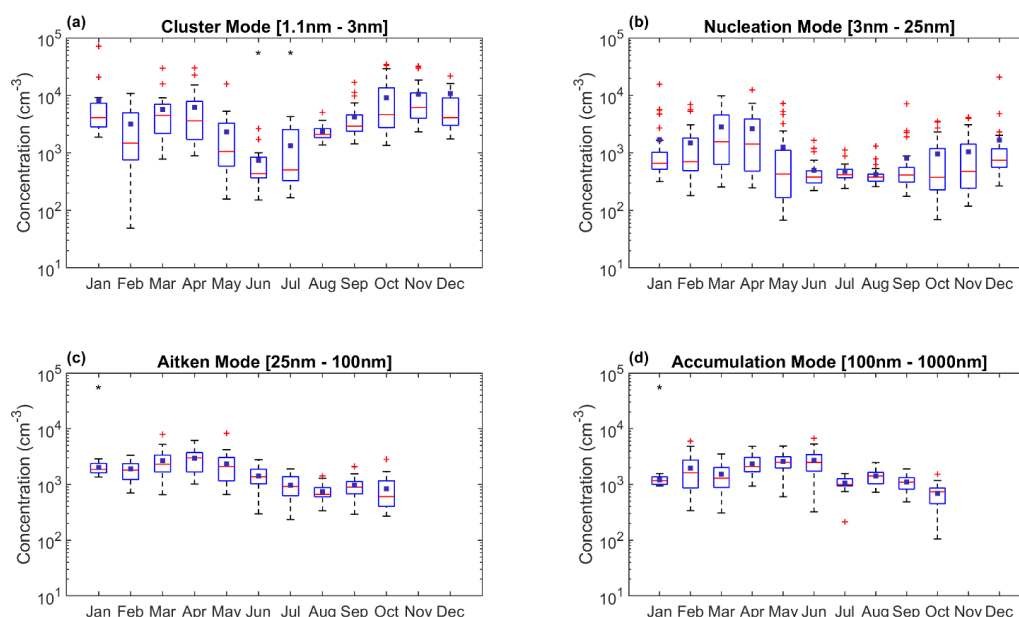 (a)
Cluster Mode [1.1nm - 3nm]
Concentration (cm-3)
10^5
10^4
10^3
10^2
10^1
* *
Jan Feb Mar Apr May Jun Jul Aug Sep Oct Nov Dec
(b)
Nucleation Mode [3nm - 25nm]
Concentration (cm-3)
10^5
10^4
10^3
10^2
10^1
Jan Feb Mar Apr May Jun Jul Aug Sep Oct Nov Dec
(c)
Aitken Mode [25nm - 100nm]
Concentration (cm-3)
10^5
10^4
10^3
10^2
10^1
*
Jan Feb Mar Apr May Jun Jul Aug Sep Oct Nov Dec
(d)
Accumulation Mode [100nm - 1000nm]
Concentration (cm-3)
10^5
10^4
10^3
10^2
10^1
*
Jan Feb Mar Apr May Jun Jul Aug Sep Oct Nov Dec